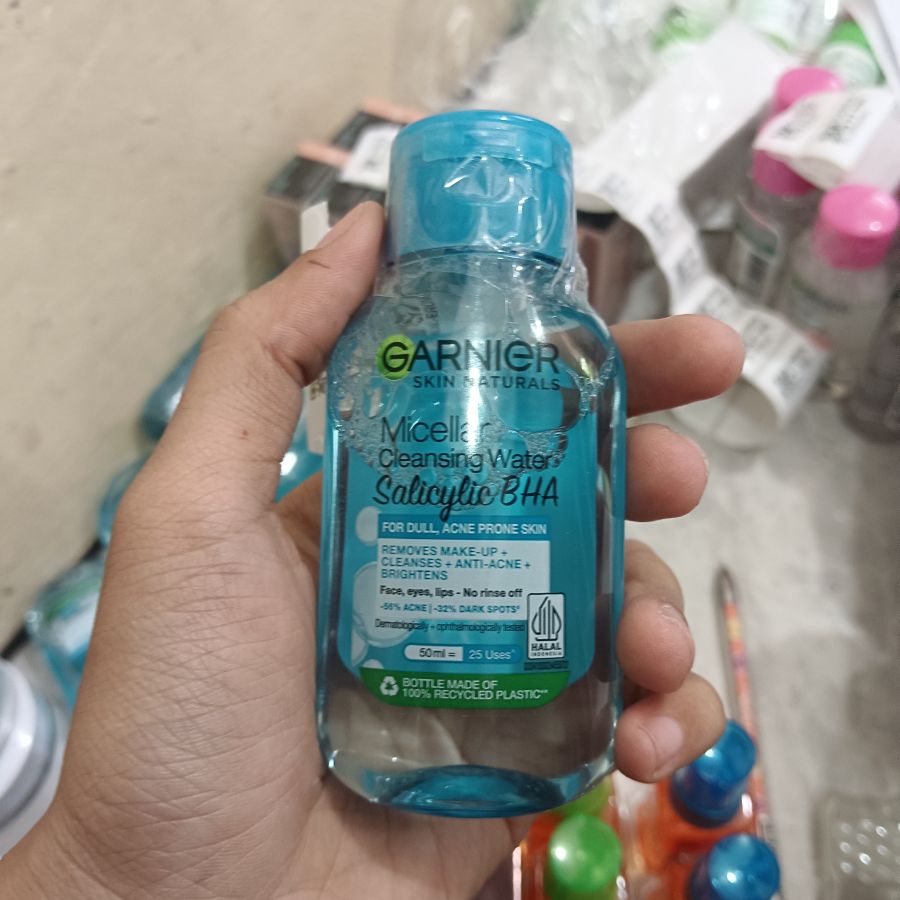 GARNIER
SKIN NATURALS
Micellar
Cleansing Water
Salicylic BHA
FOR DULL, ACNE PRONE SKIN
REMOVES MAKE-UP +
CLEANSES + ANTI-ACNE +
BRIGHTENS
Face, eyes, lips - No rinse off
-56% ACNE | -32% DARK SPOTS*
Dermatologically + ophthalmologically tested
HALAL
INDONESIA
50ml = 25 Uses^
BOTTLE MADE OF
100% RECYCLED PLASTIC**